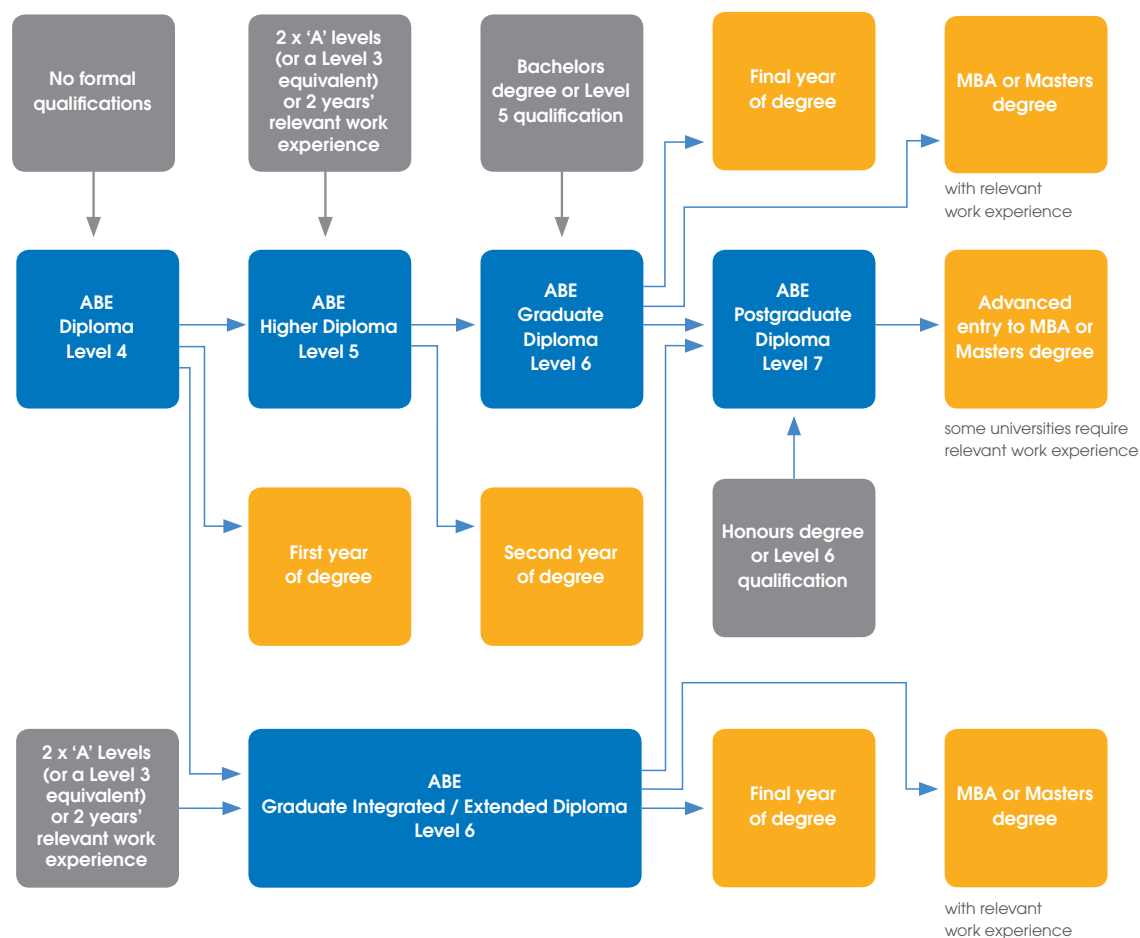 No formal
qualifications
2 x ‘A’ levels
(or a Level 3
equivalent)
or 2 years’
relevant work
experience
Bachelors
degree or Level
5 qualification
Final year
of degree
MBA or Masters
degree
with relevant
work experience
ABE
Diploma
Level 4
ABE
Higher Diploma
Level 5
ABE
Graduate
Diploma
Level 6
ABE
Postgraduate
Diploma
Level 7
Advanced
entry to MBA or
Masters degree
some universities require
relevant work experience
First year
of degree
Second year
of degree
Honours degree
or Level 6
qualification
2 x ‘A’ Levels
(or a Level 3
equivalent)
or 2 years’
relevant work
experience
ABE
Graduate Integrated / Extended Diploma
Level 6
Final year
of degree
MBA or Masters
degree
with relevant
work experience